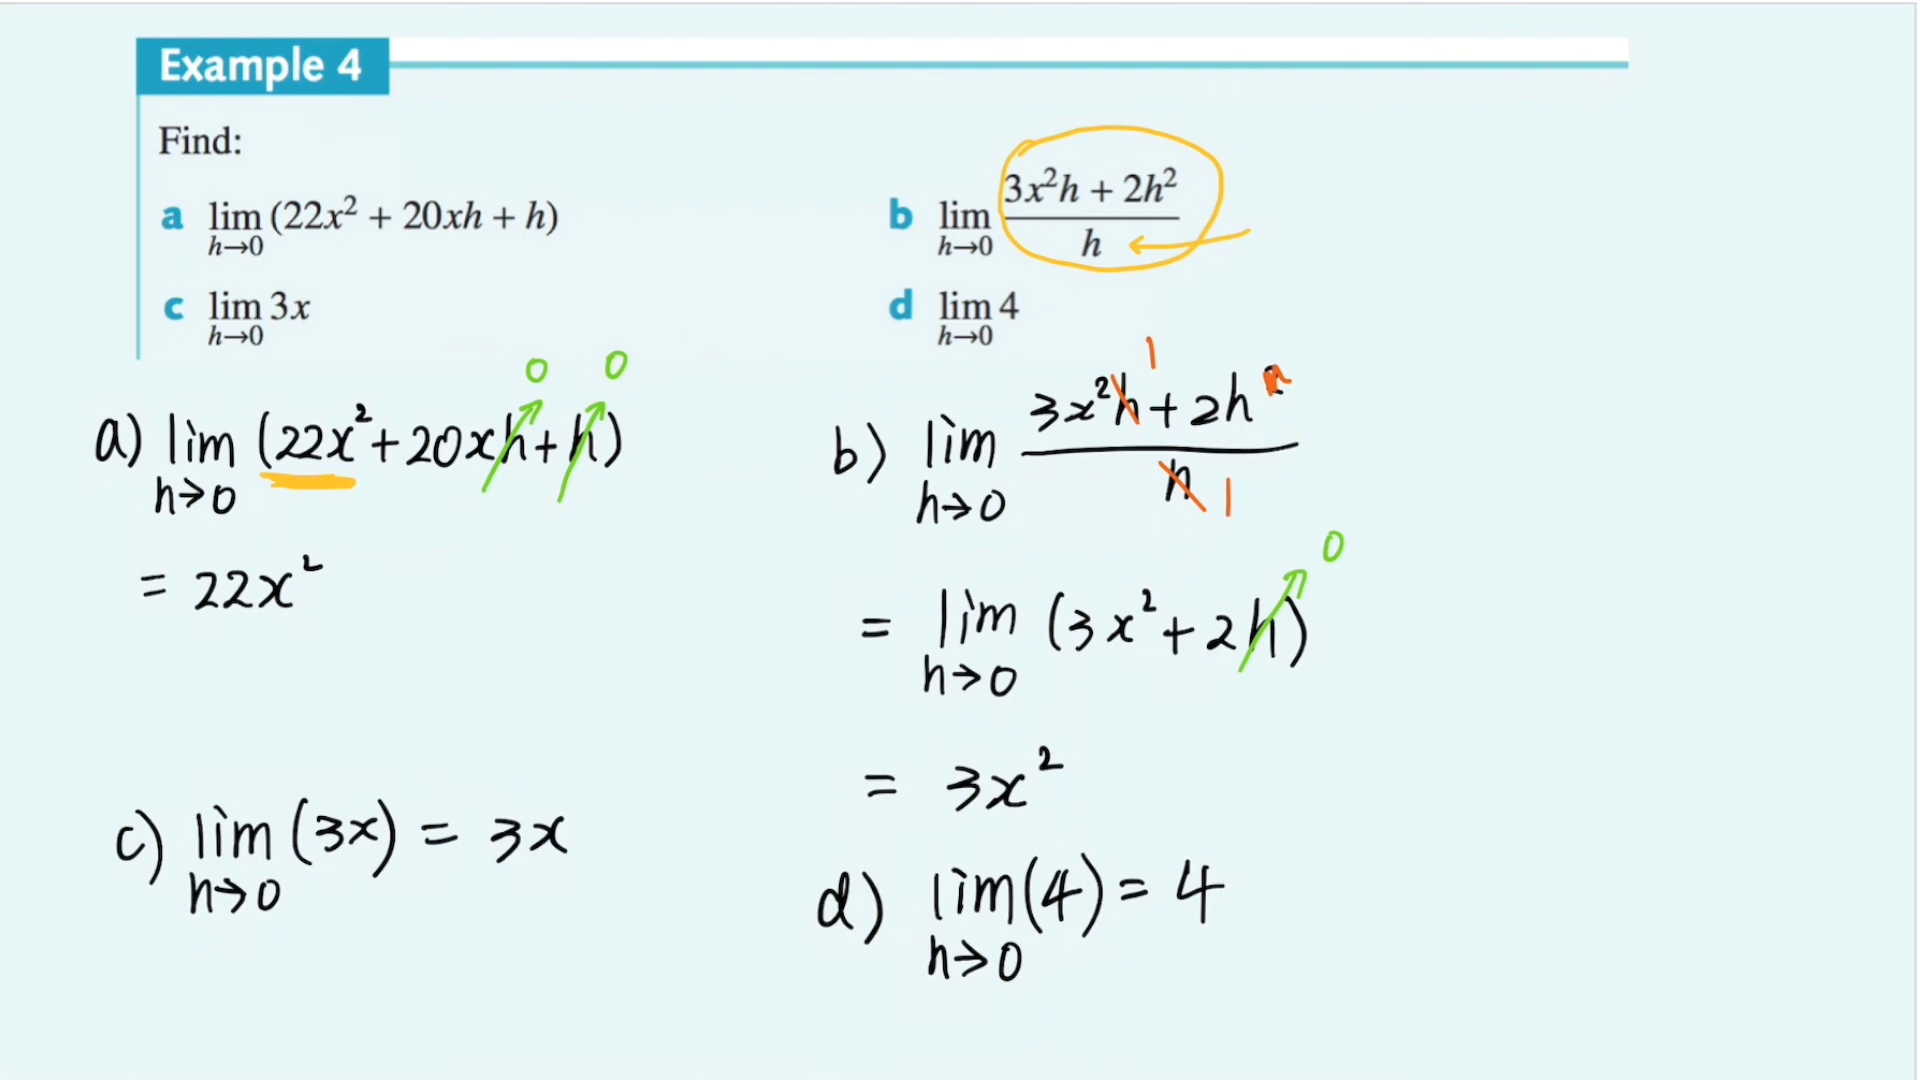 Example 4
Find:
a lim h→0 (22x² + 20xh + h)
b lim h→0 3x²h + 2h² / h
c lim h→0 3x
d lim h→0 4
a) lim h→0 (22x² + 20xh + h) 0 0
= 22x²
b) lim h→0 3x²h + 2h² / h 1 1
= lim h→0 (3x² + 2h) 0
= 3x²
c) lim h→0 (3x) = 3x
d) lim h→0 (4) = 4